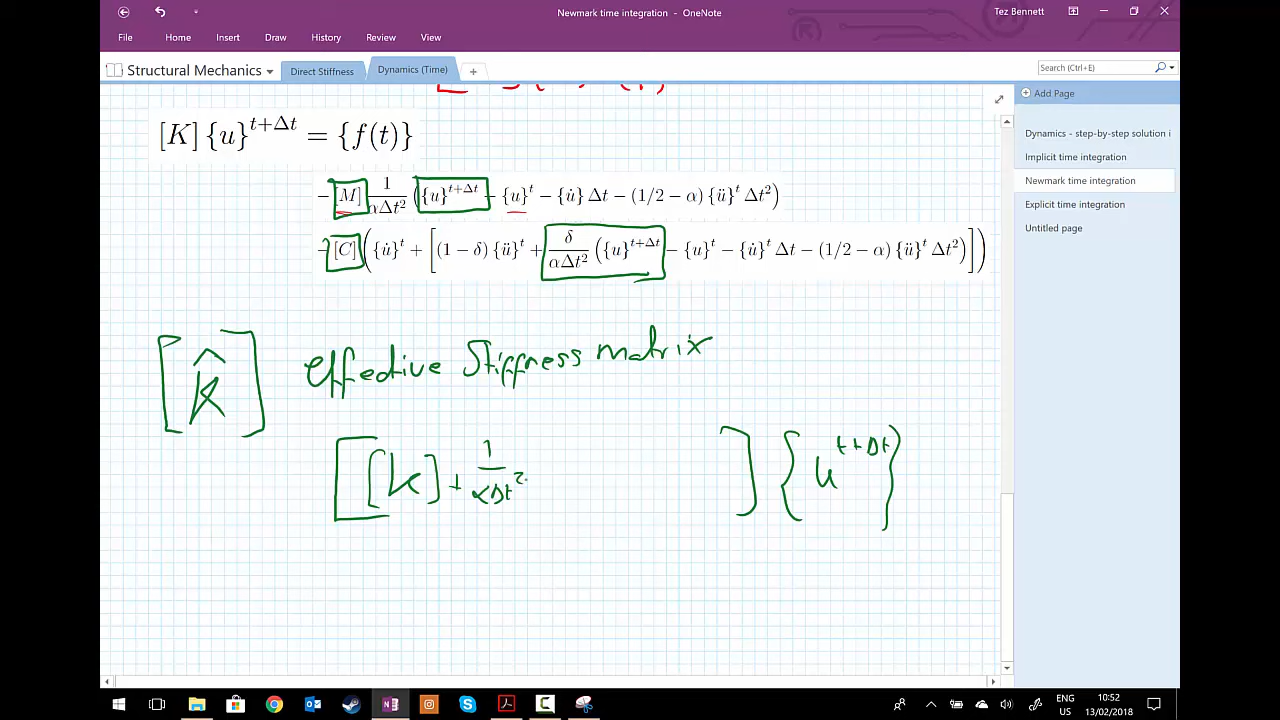 Newmark time integration - OneNote
Tez Bennett
File Home Insert Draw History Review View
Structural Mechanics
Direct Stiffness
Dynamics (Time)
Search (Ctrl+E)
Add Page
Dynamics - step-by-step solution i
Implicit time integration
Newmark time integration
Explicit time integration
Untitled page
[K] {u}^{t+Δt} = {f(t)}
− [M] 1/αΔt² ({u}^{t+Δt} − {u}^t − {u̇} Δt − (1/2 − α) {ü}^t Δt²)
− [C] ({u̇}^t + [(1 − δ) {ü}^t + δ/αΔt² ({u}^{t+Δt} − {u}^t − {u̇}^t Δt − (1/2 − α) {ü}^t Δt²)])
[K̂] effective Stiffness matrix
[[K] + 1/αΔt² ] {u^{t+Δt}}
ENG
US
10:52
13/02/2018